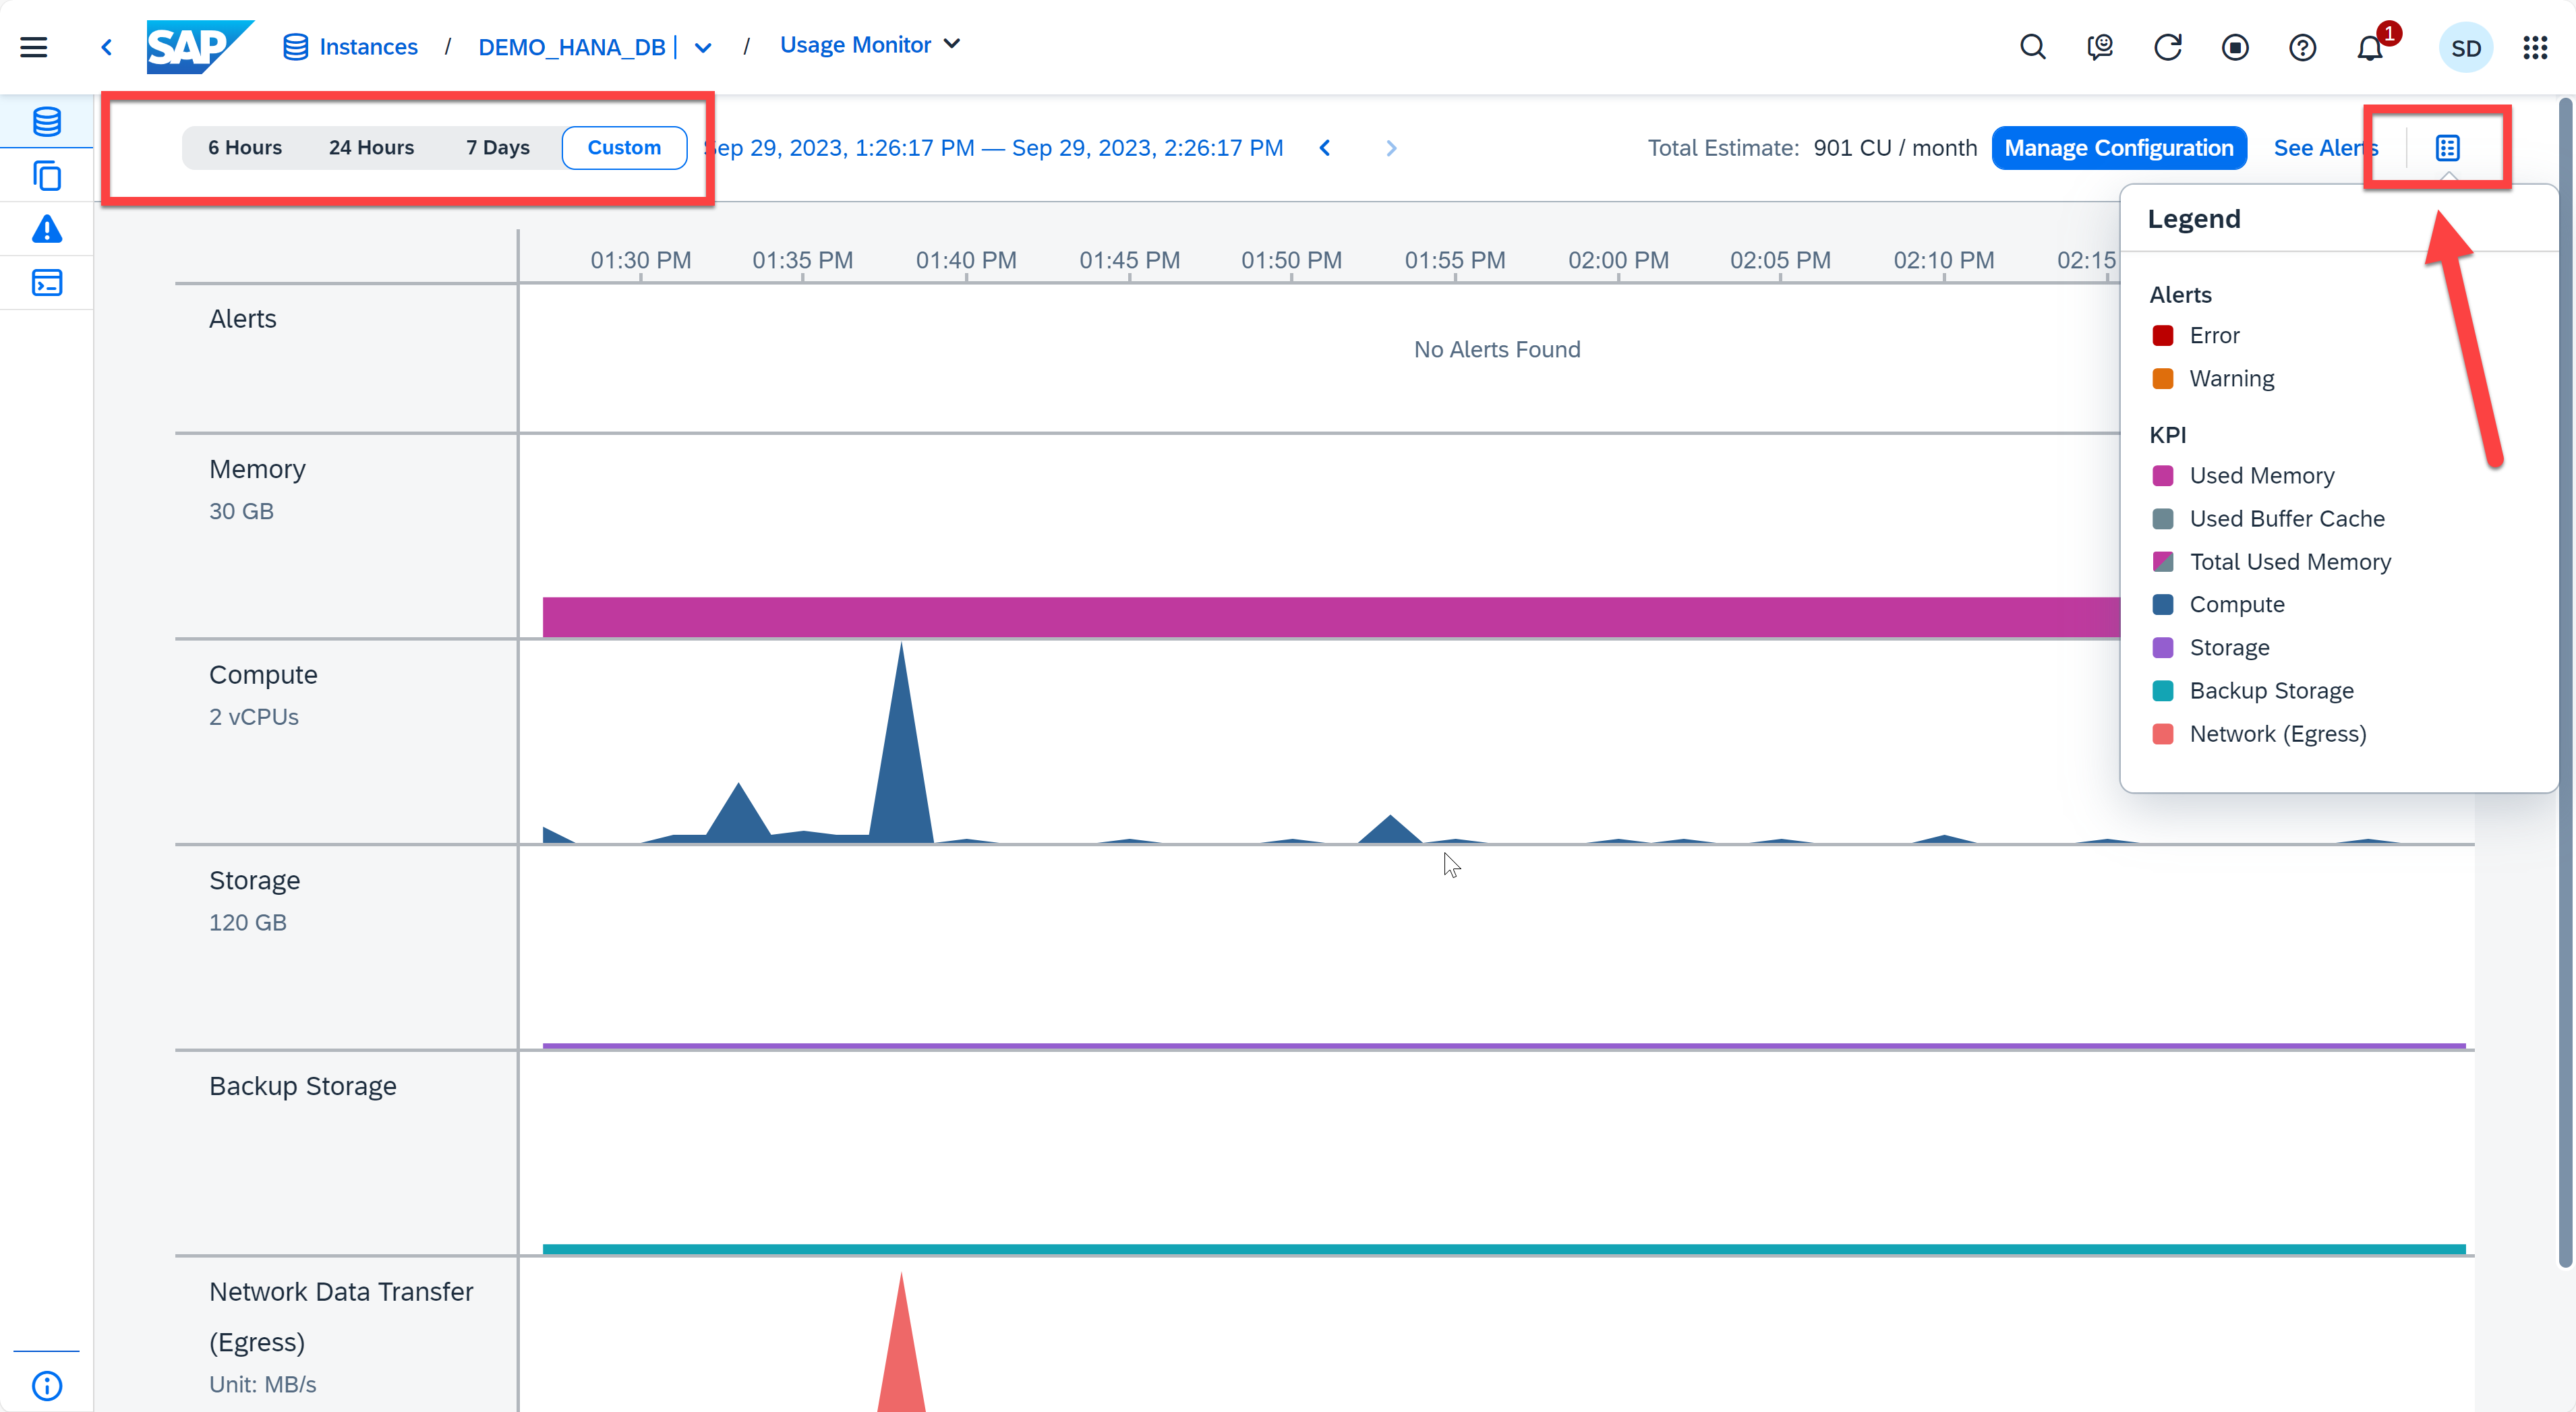 SAP Instances / DEMO_HANA_DB | / Usage Monitor 1 SD
6 Hours 24 Hours 7 Days Custom ep 29, 2023, 1:26:17 PM — Sep 29, 2023, 2:26:17 PM Total Estimate: 901 CU / month Manage Configuration See Alerts
Legend
01:30 PM 01:35 PM 01:40 PM 01:45 PM 01:50 PM 01:55 PM 02:00 PM 02:05 PM 02:10 PM 02:15
Alerts
No Alerts Found
Memory
30 GB
Compute
2 vCPUs
Storage
120 GB
Backup Storage
Network Data Transfer
(Egress)
Unit: MB/s
Alerts
Error
Warning
KPI
Used Memory
Used Buffer Cache
Total Used Memory
Compute
Storage
Backup Storage
Network (Egress)